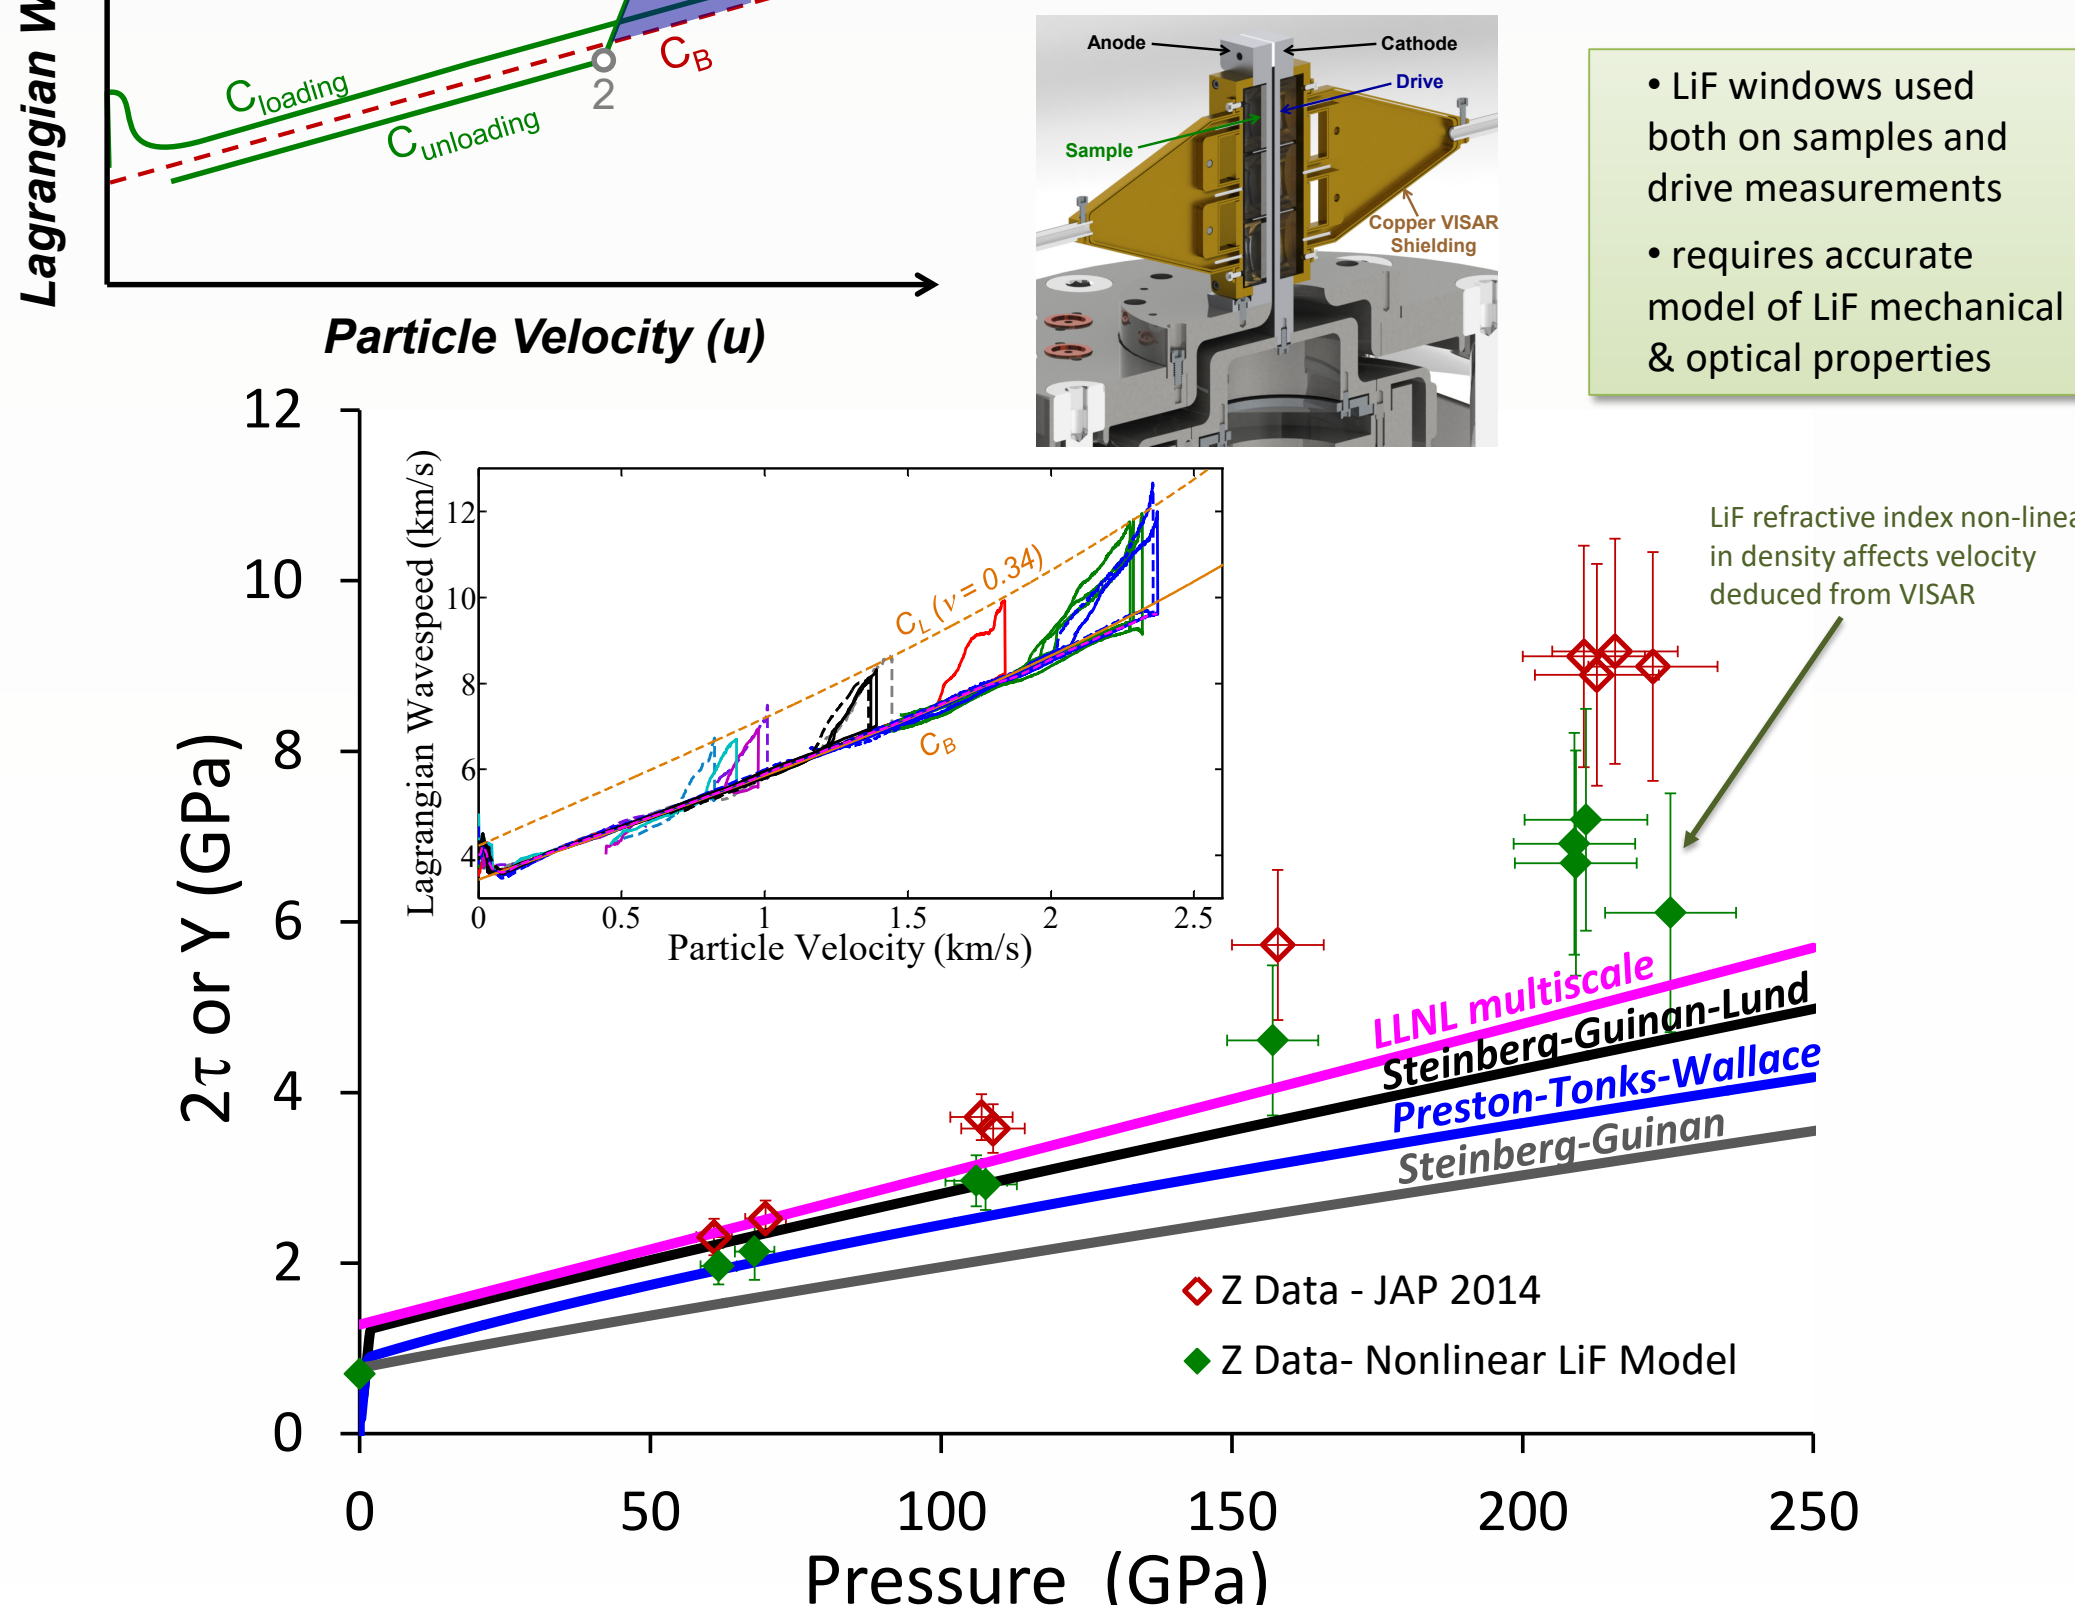 Lagrangian W
C_loading
C_unloading
C_B
2
Particle Velocity (u)
Anode
Cathode
Drive
Sample
Copper VISAR
Shielding
• LiF windows used
both on samples and
drive measurements
• requires accurate
model of LiF mechanical
& optical properties
12
10
8
6
4
2
0
2τ or Y (GPa)
Lagrangian Wavespeed (km/s)
12
10
8
6
4
0
0.5
1
1.5
2
2.5
Particle Velocity (km/s)
C_L (ν = 0.34)
C_B
LiF refractive index non-linea
in density affects velocity
deduced from VISAR
LLNL multiscale
Steinberg-Guinan-Lund
Preston-Tonks-Wallace
Steinberg-Guinan
Z Data - JAP 2014
Z Data- Nonlinear LiF Model
0
50
100
150
200
250
Pressure (GPa)